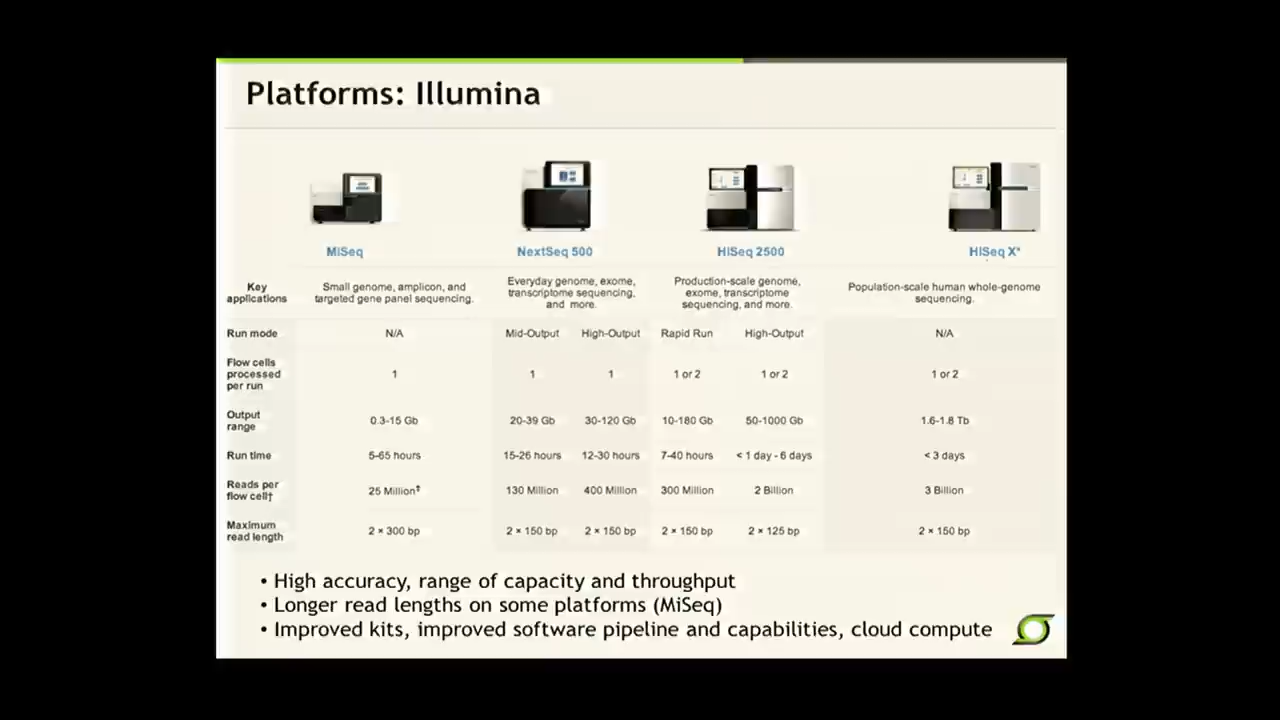 Platforms: Illumina
MiSeq NextSeq 500 HiSeq 2500 HiSeq X*
Key applications
Small genome, amplicon, and targeted gene panel sequencing.
Everyday genome, exome, transcriptome sequencing, and more.
Production-scale genome, exome, transcriptome sequencing, and more.
Population-scale human whole-genome sequencing.
Run mode N/A Mid-Output High-Output Rapid Run High-Output N/A
Flow cells processed per run 1 1 1 1 or 2 1 or 2 1 or 2
Output range 0.3-15 Gb 20-39 Gb 30-120 Gb 10-180 Gb 50-1000 Gb 1.6-1.8 Tb
Run time 5-65 hours 15-26 hours 12-30 hours 7-40 hours < 1 day - 6 days < 3 days
Reads per flow cell† 25 Million‡ 130 Million 400 Million 300 Million 2 Billion 3 Billion
Maximum read length 2 × 300 bp 2 × 150 bp 2 × 150 bp 2 × 150 bp 2 × 125 bp 2 × 150 bp
• High accuracy, range of capacity and throughput
• Longer read lengths on some platforms (MiSeq)
• Improved kits, improved software pipeline and capabilities, cloud compute